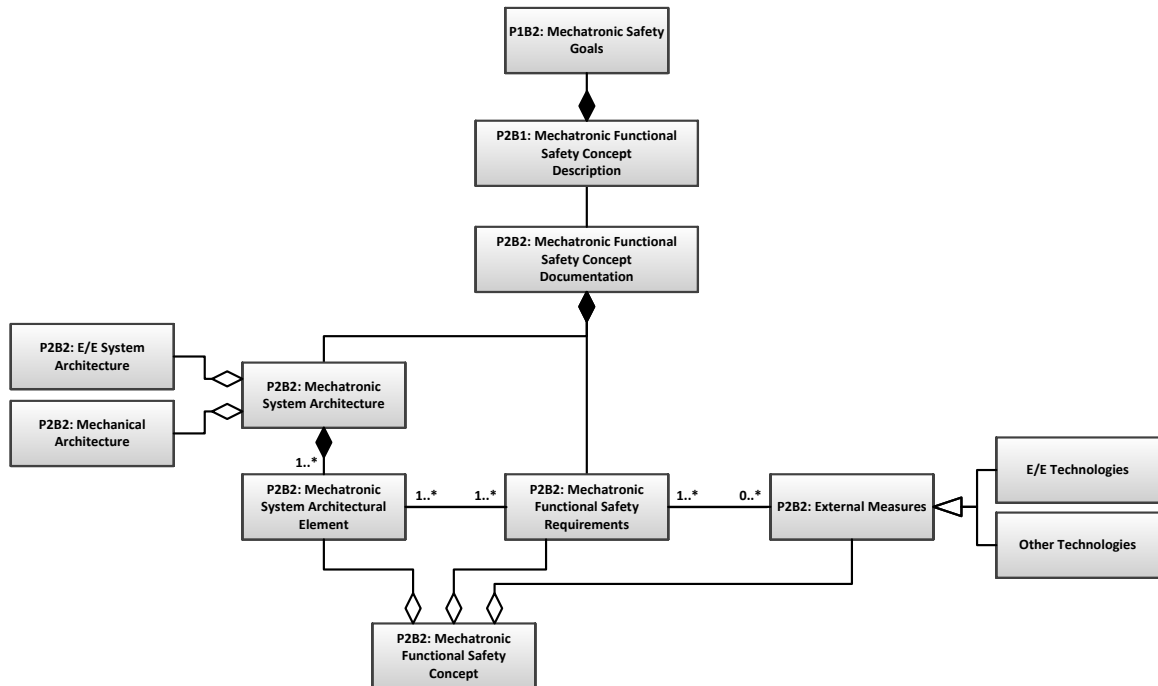 P1B2: Mechatronic Safety
Goals
P2B1: Mechatronic Functional
Safety Concept
Description
P2B2: Mechatronic Functional
Safety Concept
Documentation
P2B2: E/E System
Architecture
P2B2: Mechatronic
System Architecture
P2B2: Mechanical
Architecture
1..*
P2B2: Mechatronic
System Architectural
Element
1..*
1..*
P2B2: Mechatronic
Functional Safety
Requirements
1..*
0..*
P2B2: External Measures
E/E Technologies
Other Technologies
P2B2: Mechatronic
Functional Safety
Concept